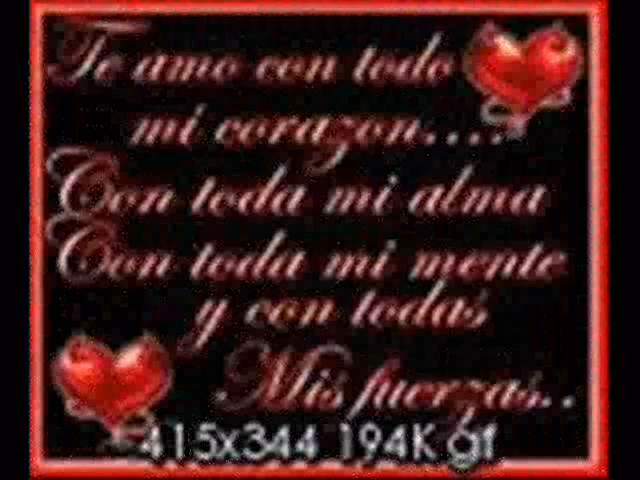 Te amo con todo
mi corazon....
Con toda mi alma
Con toda mi mente
y con todas
Mis fuerzas..
415x344 194K gif